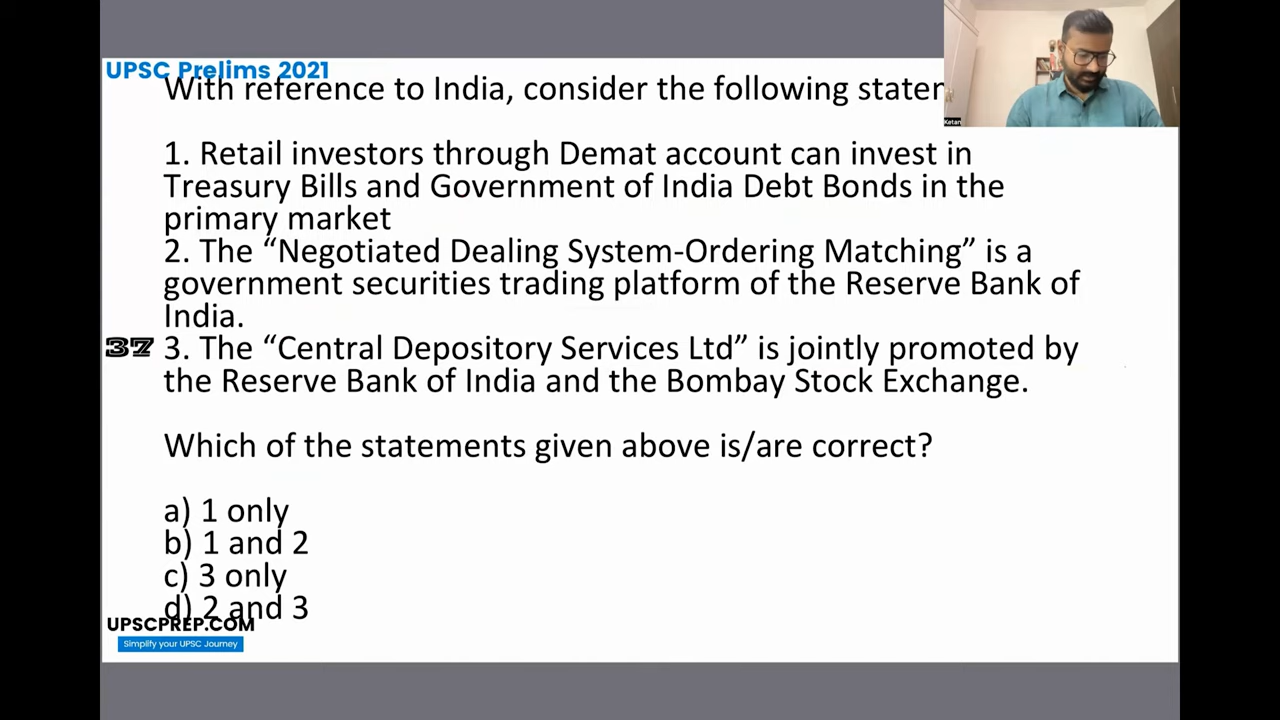 UPSC Prelims 2021
With reference to India, consider the following
1. Retail investors through Demat account can invest in
Treasury Bills and Government of India Debt Bonds in the
primary market
2. The “Negotiated Dealing System-Ordering Matching” is a
government securities trading platform of the Reserve Bank of
India.
37
3. The “Central Depository Services Ltd” is jointly promoted by
the Reserve Bank of India and the Bombay Stock Exchange.
Which of the statements given above is/are correct?
a) 1 only
b) 1 and 2
c) 3 only
d) 2 and 3
UPSCPREP.COM
Simplify your UPSC Journey
Ketan